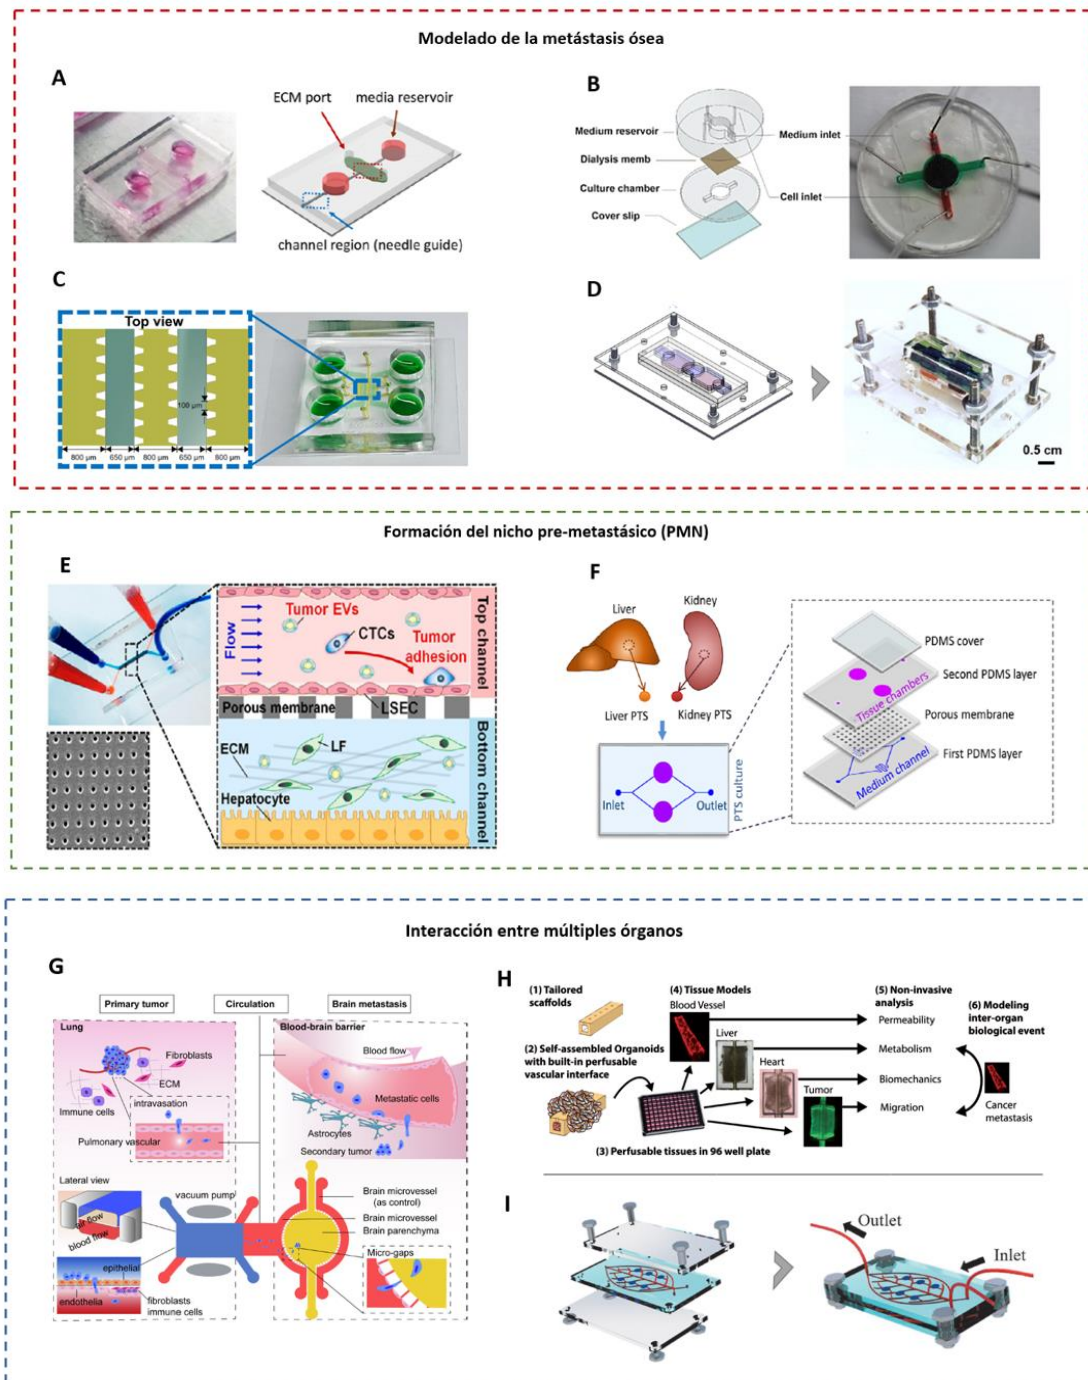 Modelado de la metástasis ósea
A
ECM port
media reservoir
channel region (needle guide)
B
Medium reservoir
Dialysis memb
Culture chamber
Cover slip
Medium inlet
Cell inlet
C
Top view
100 µm
800 µm
650 µm
800 µm
650 µm
800 µm
D
0.5 cm
Formación del nicho pre-metastásico (PMN)
E
Flow
Tumor EVs
CTCs
Tumor
adhesion
Top channel
Porous membrane
LSEC
ECM
LF
Hepatocyte
Bottom channel
F
Liver
Kidney
Liver PTS
Kidney PTS
Inlet
Outlet
PTS culture
PDMS cover
Second PDMS layer
Tissue chambers
Porous membrane
First PDMS layer
Medium channel
Interacción entre múltiples órganos
G
Primary tumor
Circulation
Brain metastasis
Lung
Fibroblasts
ECM
Immune cells
intravasation
Pulmonary vascular
Blood-brain barrier
Blood flow
Metastatic cells
Astrocytes
Secondary tumor
Lateral view
air flow
blood flow
vacuum pump
epithelial
endothelia
fibroblasts
immune cells
Brain microvessel
(as control)
Brain microvessel
Brain parenchyma
Micro-gaps
H
(1) Tailored
scaffolds
(2) Self-assembled Organoids
with built-in perfusable
vascular interface
(3) Perfusable tissues in 96 well plate
(4) Tissue Models
Blood Vessel
Liver
Heart
Tumor
(5) Non-invasive
analysis
Permeability
Metabolism
Biomechanics
Migration
(6) Modeling
inter-organ
biological event
Cancer
metastasis
I
Outlet
Inlet